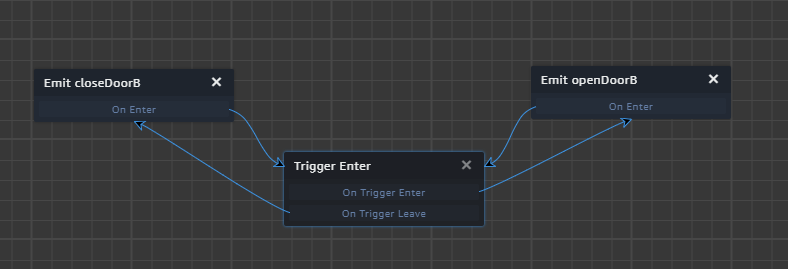 Emit closeDoorB
On Enter
Emit openDoorB
On Enter
Trigger Enter
On Trigger Enter
On Trigger Leave